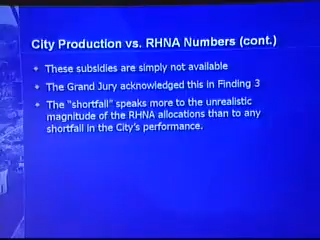 City Production vs. RHNA Numbers (cont.)
These subsidies are simply not available
The Grand Jury acknowledged this in Finding 3
The "shortfall" speaks more to the unrealistic
magnitude of the RHNA allocations than to any
shortfall in the City's performance.